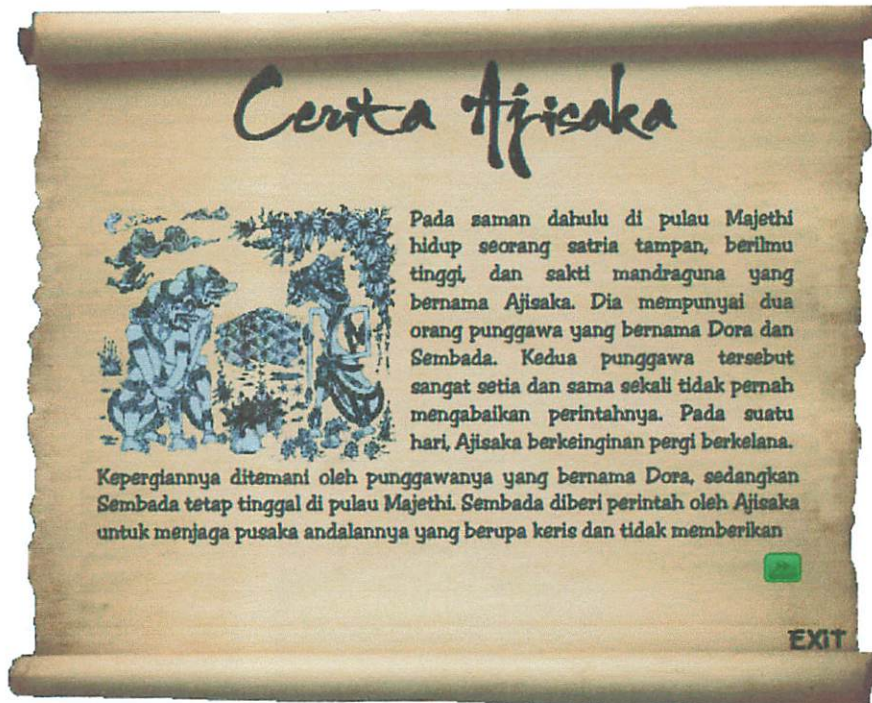 Cerita Ajisaka
Pada saman dahulu di pulau Majethi
hidup seorang satria tampan, berilmu
tinggi, dan sakti mandraguna yang
bernama Ajisaka. Dia mempunyai dua
orang punggawa yang bernama Dora dan
Sembada. Kedua punggawa tersebut
sangat setia dan sama sekali tidak pernah
mengabaikan perintahnya. Pada suatu
hari, Ajisaka berkeinginan pergi berkelana.
Kepergiannya ditemani oleh punggawanya yang bernama Dora, sedangkan
Sembada tetap tinggal di pulau Majethi. Sembada diberi perintah oleh Ajisaka
untuk menjaga pusaka andalannya yang berupa keris dan tidak memberikan
EXIT